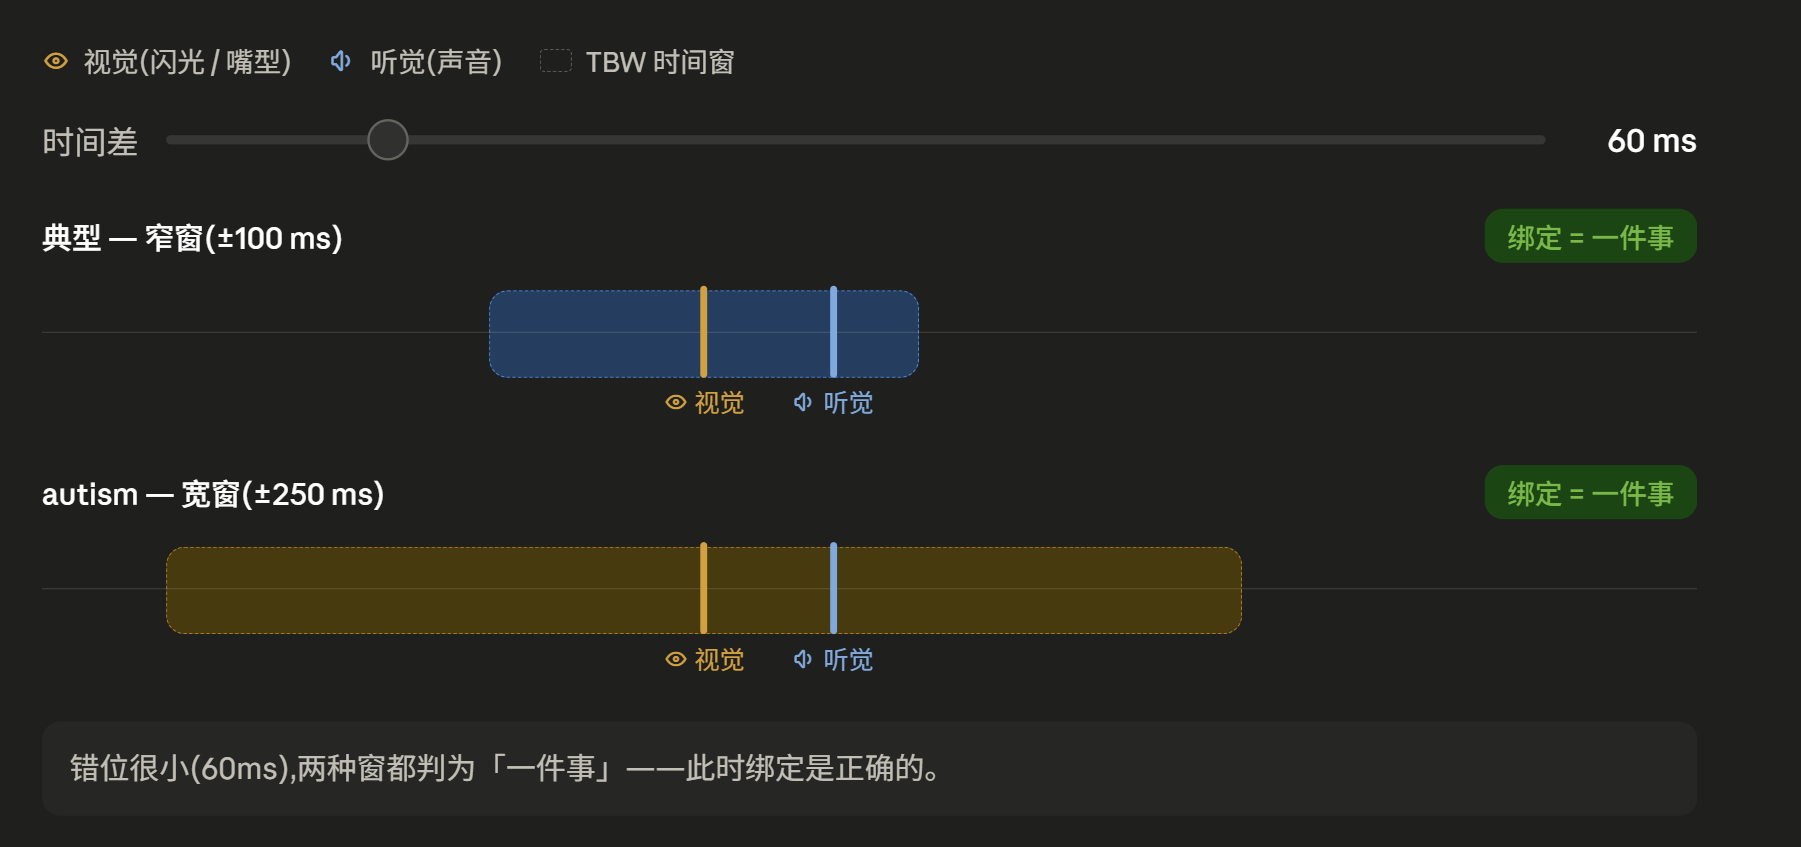 视觉(闪光 / 嘴型) 听觉(声音) TBW 时间窗
时间差 60 ms
典型 — 窄窗(±100 ms) 绑定 = 一件事
视觉 听觉
autism — 宽窗(±250 ms) 绑定 = 一件事
视觉 听觉
错位很小(60ms),两种窗都判为「一件事」——此时绑定是正确的。